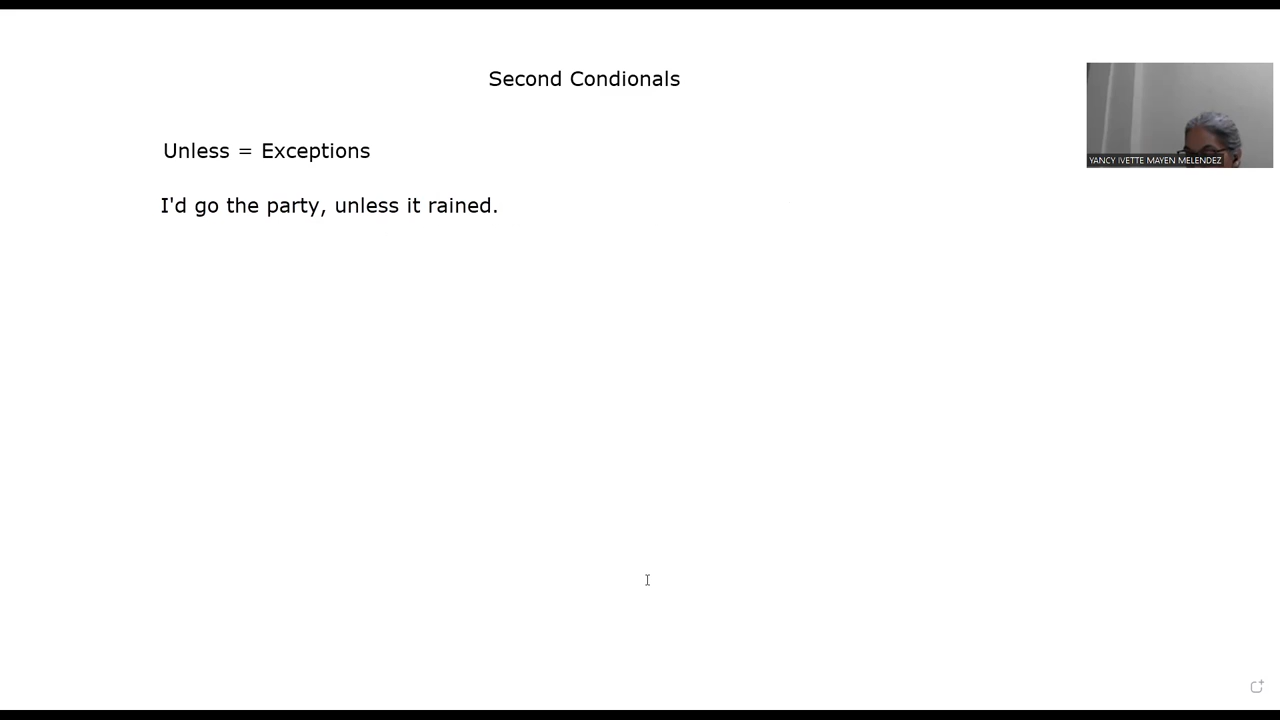 Second Condionals
Unless = Exceptions
YANCY IVETTE MAYEN MELENDEZ
I'd go the party, unless it rained.